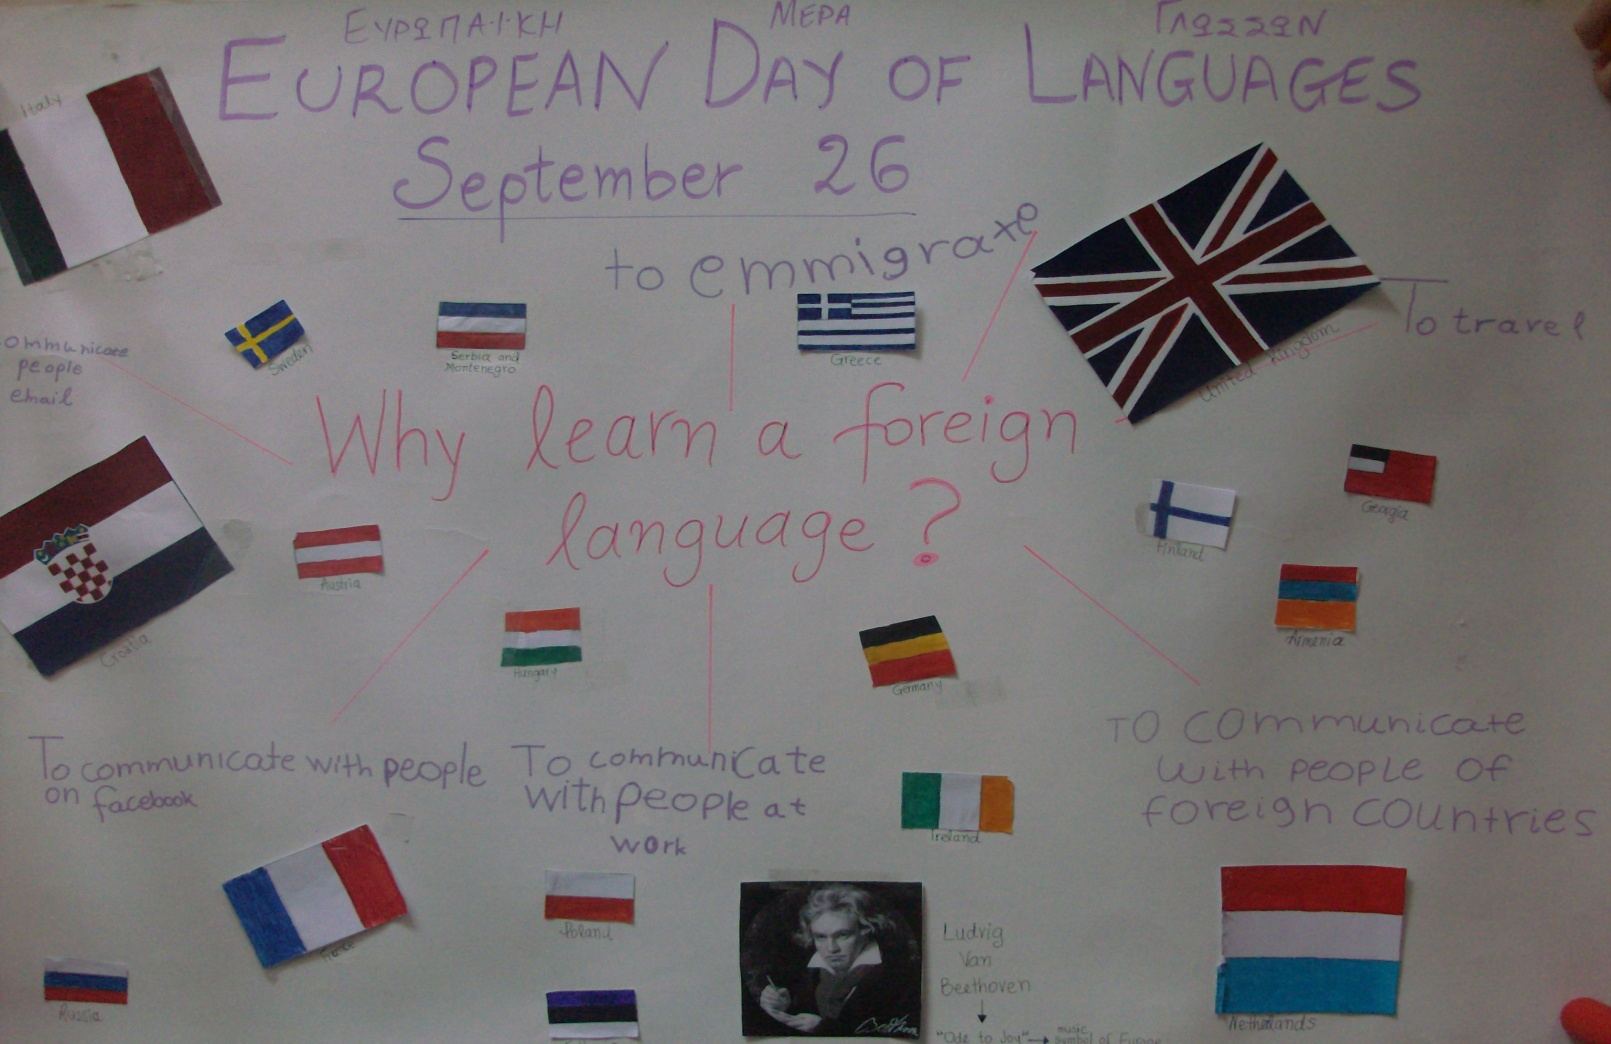 ΕΥΡΩΠΑΙΚΗ ΜΕΡΑ ΓΛΩΣΣΩΝ
EUROPEAN DAY OF LANGUAGES
September 26
Italy
to emmigrate
To travel
United Kingdom
Sweden
Serbia and
Montenegro
Greece
ommunicate
people
email
Why learn a foreign
language?
Georgia
Finland
Austria
Armenia
Croatia
Hungary
Germany
To communicate with people
on facebook
To communicate
with people at
work
TO COmmunicate
with people of
foreign countries
Ireland
France
Poland
Russia
Netherlands
Ludvig
Van
Beethoven
"Ode to Joy" → music
symbol of Europe